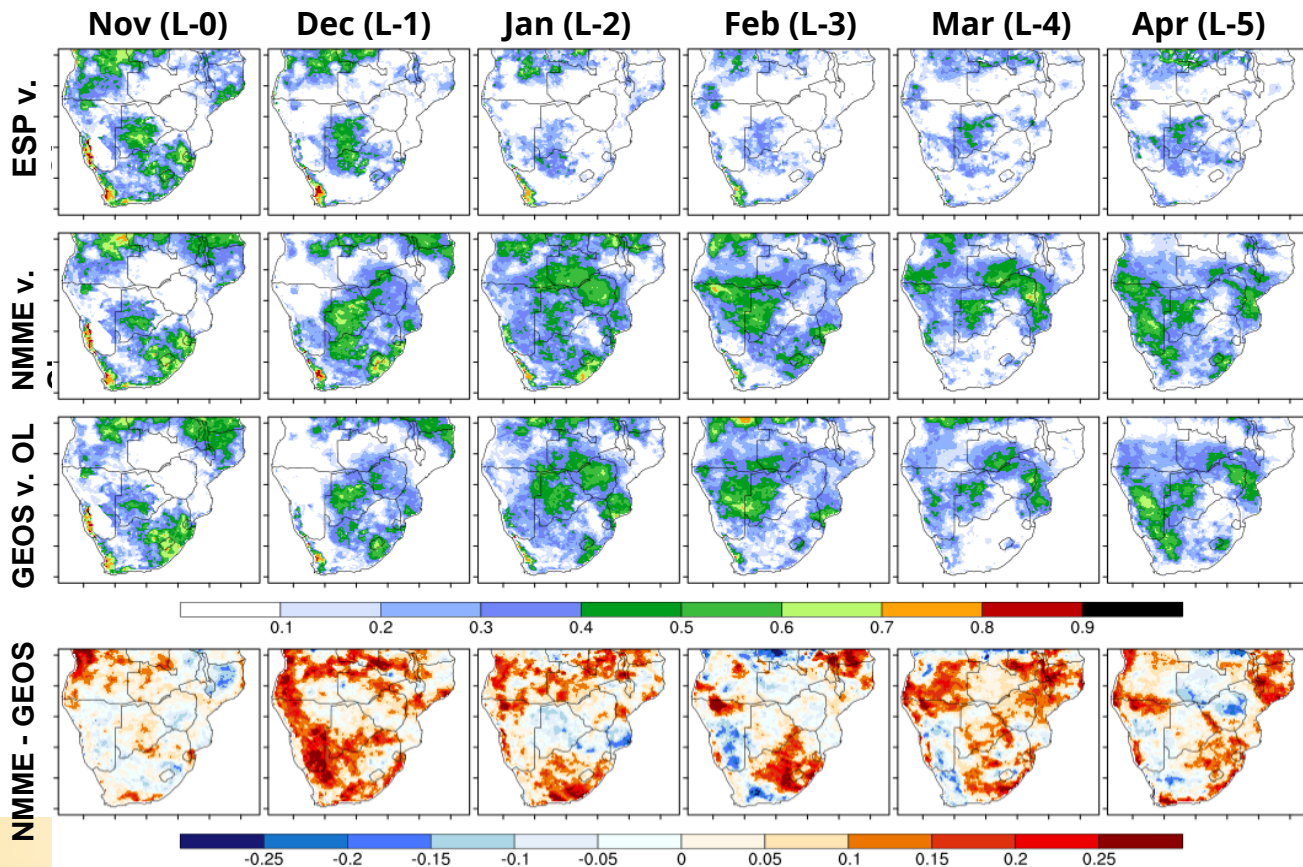 Nov (L-0) Dec (L-1) Jan (L-2) Feb (L-3) Mar (L-4) Apr (L-5)
ESP v.
NMME v.
GEOS v. OL
0.1 0.2 0.3 0.4 0.5 0.6 0.7 0.8 0.9
NMME - GEOS
-0.25 -0.2 -0.15 -0.1 -0.05 0 0.05 0.1 0.15 0.2 0.25